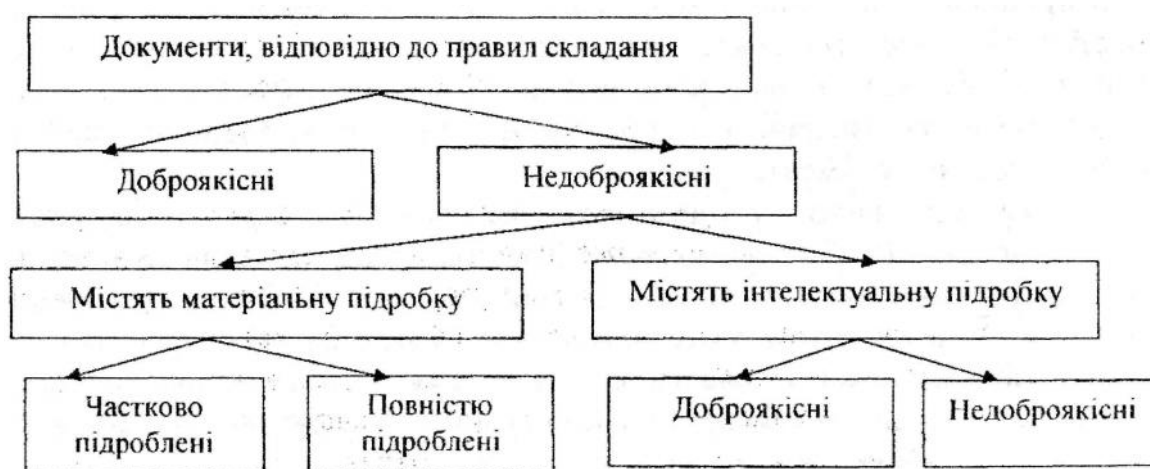 Документи, відповідно до правил складання
Доброякісні
Недоброякісні
Містять матеріальну підробку
Містять інтелектуальну підробку
Частково
підроблені
Повністю
підроблені
Доброякісні
Недоброякісні